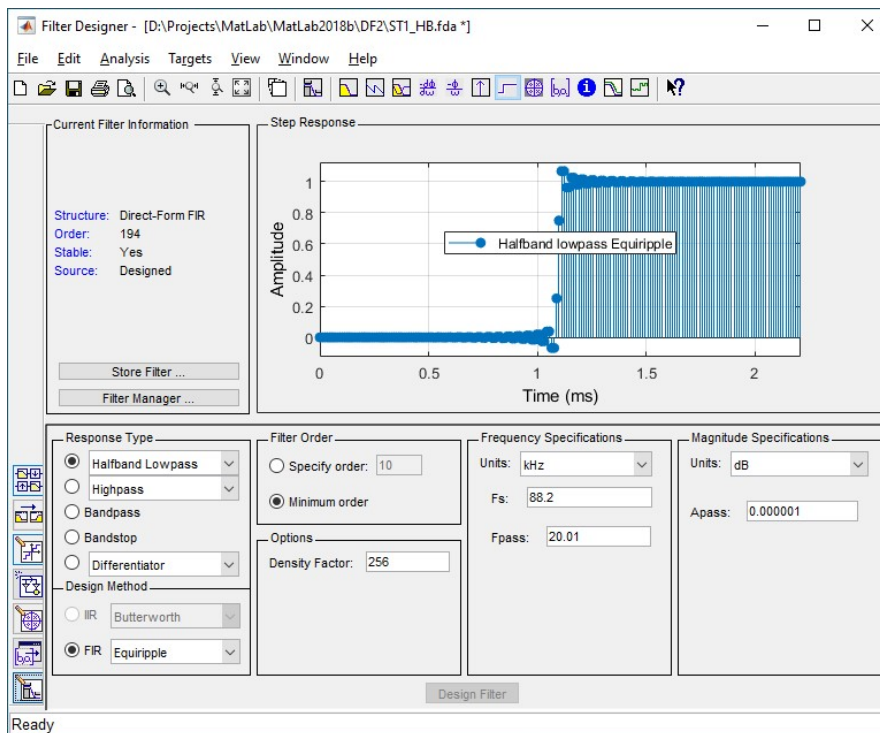 Filter Designer - [D:\Projects\MatLab\MatLab2018b\DF2\ST1_HB.fda *]
File Edit Analysis Targets View Window Help
Current Filter Information
Structure: Direct-Form FIR
Order: 194
Stable: Yes
Source: Designed
Store Filter ...
Filter Manager ...
Step Response
1
0.8
0.6
0.4
0.2
0
Amplitude
Halfband lowpass Equiripple
0 0.5 1 1.5 2
Time (ms)
Response Type
Halfband Lowpass
Highpass
Bandpass
Bandstop
Differentiator
Design Method
IIR Butterworth
FIR Equiripple
Filter Order
Specify order: 10
Minimum order
Options
Density Factor: 256
Frequency Specifications
Units: kHz
Fs: 88.2
Fpass: 20.01
Magnitude Specifications
Units: dB
Apass: 0.000001
Design Filter
Ready